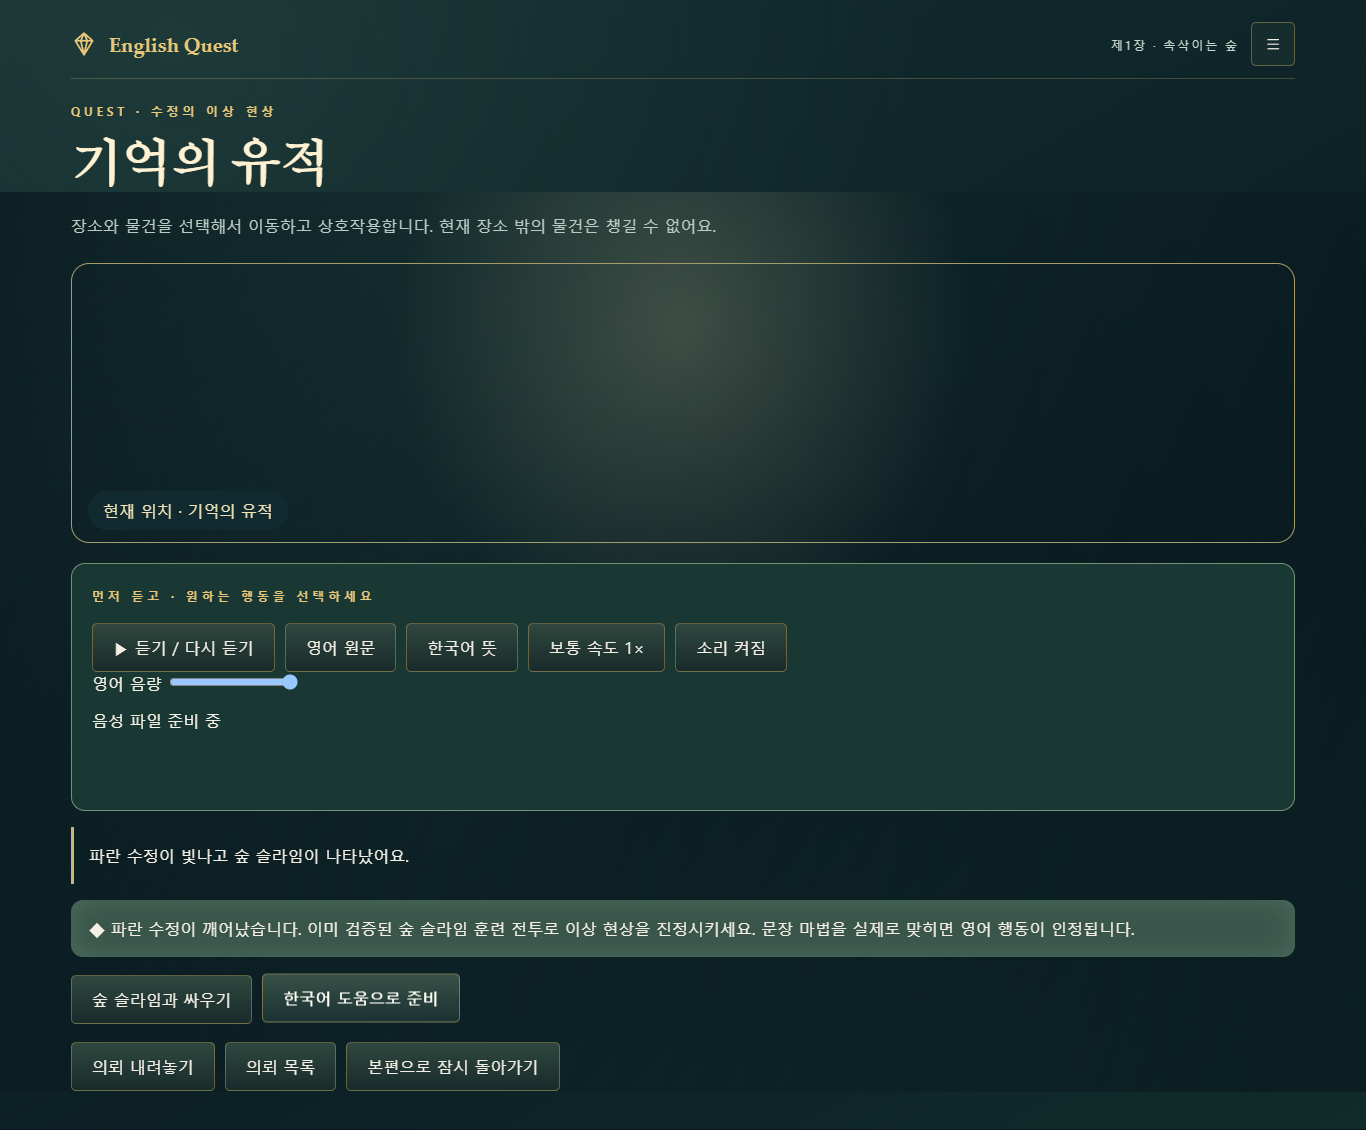 English Quest
제1장 · 속삭이는 숲
☰
QUEST · 수정의 이상 현상
기억의 유적
장소와 물건을 선택해서 이동하고 상호작용합니다. 현재 장소 밖의 물건은 챙길 수 없어요.
현재 위치 · 기억의 유적
먼저 듣고 · 원하는 행동을 선택하세요
▶ 듣기 / 다시 듣기
영어 원문
한국어 뜻
보통 속도 1×
소리 켜짐
영어 음량
음성 파일 준비 중
파란 수정이 빛나고 숲 슬라임이 나타났어요.
◆ 파란 수정이 깨어났습니다. 이미 검증된 숲 슬라임 훈련 전투로 이상 현상을 진정시키세요. 문장 마법을 실제로 맞히면 영어 행동이 인정됩니다.
숲 슬라임과 싸우기
한국어 도움으로 준비
의뢰 내려놓기
의뢰 목록
본편으로 잠시 돌아가기